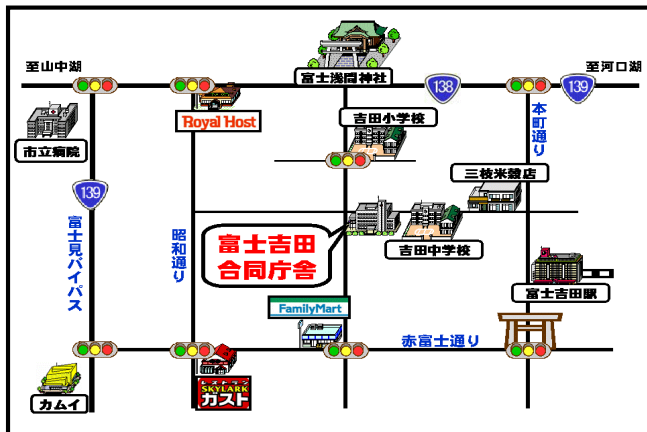 至山中湖
至河口湖
富士浅間神社
138
139
Royal Host
吉田小学校
本町通り
市立病院
三枝米穀店
139
富士見バイパス
昭和通り
富士吉田
合同庁舎
吉田中学校
富士吉田駅
FamilyMart
赤富士通り
カムイ
SKYLARK
ガスト